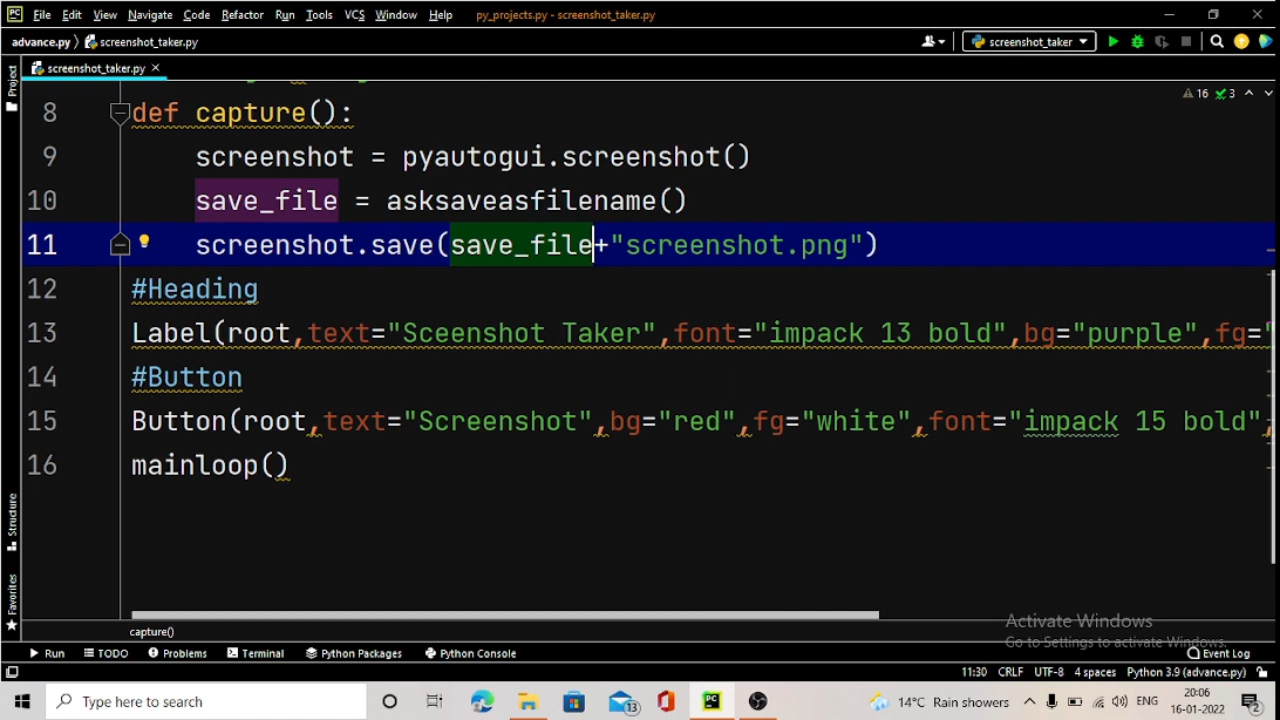 PC File Edit View Navigate Code Refactor Run Tools VCS Window Help py_projects.py - screenshot_taker.py
advance.py screenshot_taker.py screenshot_taker
Project
screenshot_taker.py
16 3
8 def capture():
9 screenshot = pyautogui.screenshot()
10 save_file = asksaveasfilename()
11 screenshot.save(save_file+"screenshot.png")
12 #Heading
13 Label(root,text="Sceenshot Taker",font="impack 13 bold",bg="purple",fg="
14 #Button
15 Button(root,text="Screenshot",bg="red",fg="white",font="impack 15 bold",
16 mainloop()
Structure
Favorites
Activate Windows
Go to Settings to activate Windows.
capture()
Run TODO Problems Terminal Python Packages Python Console Event Log
11:30 CRLF UTF-8 4 spaces Python 3.9 (advance.py)
Type here to search 13 PC 14°C Rain showers ENG 20:06
16-01-2022 2